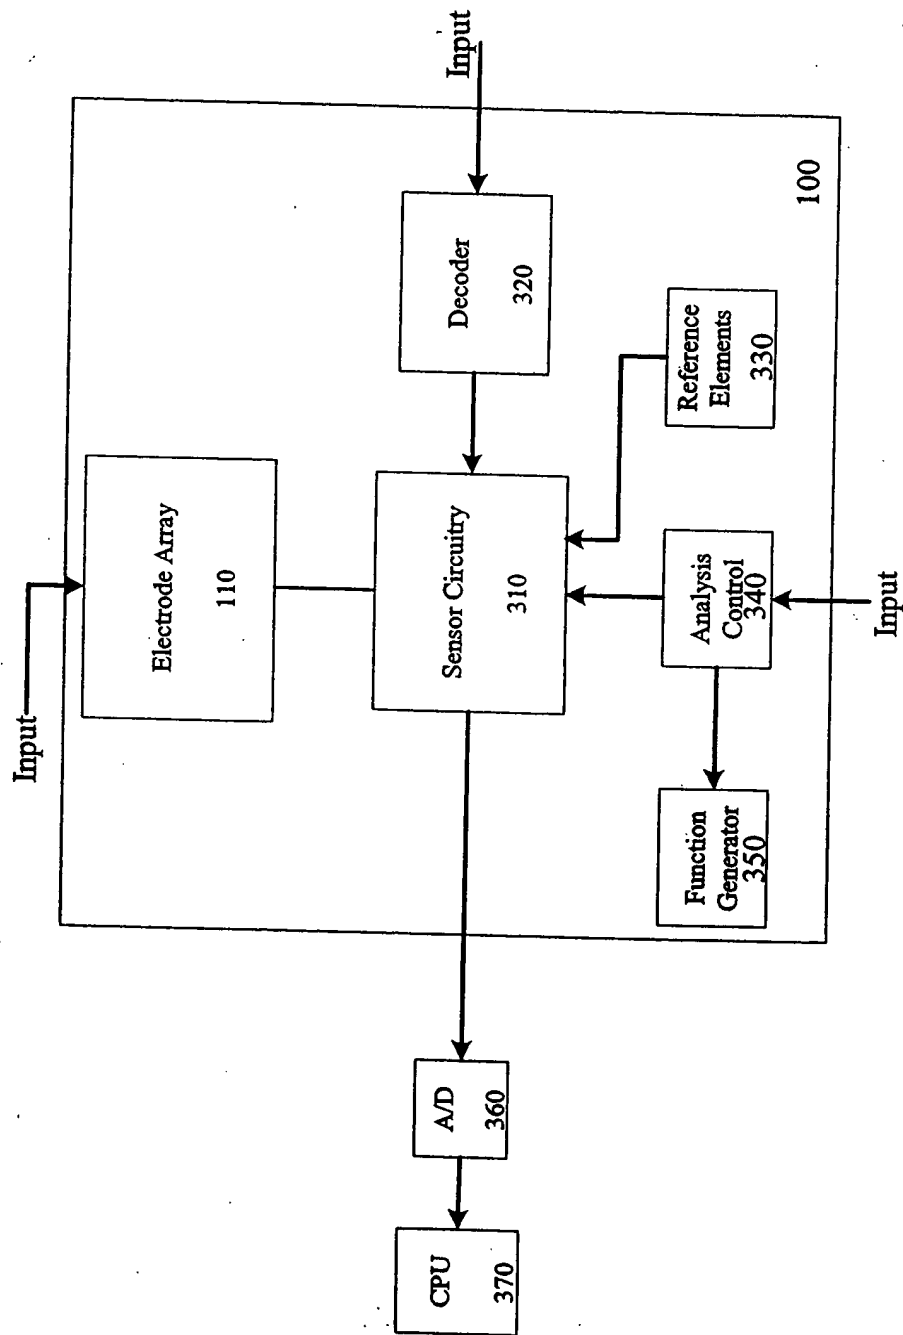 Input
Electrode Array
110
Input
Decoder
320
Sensor Circuitry
310
Reference
Elements
330
Analysis
Control
340
Function
Generator
350
Input
100
A/D
360
CPU
370